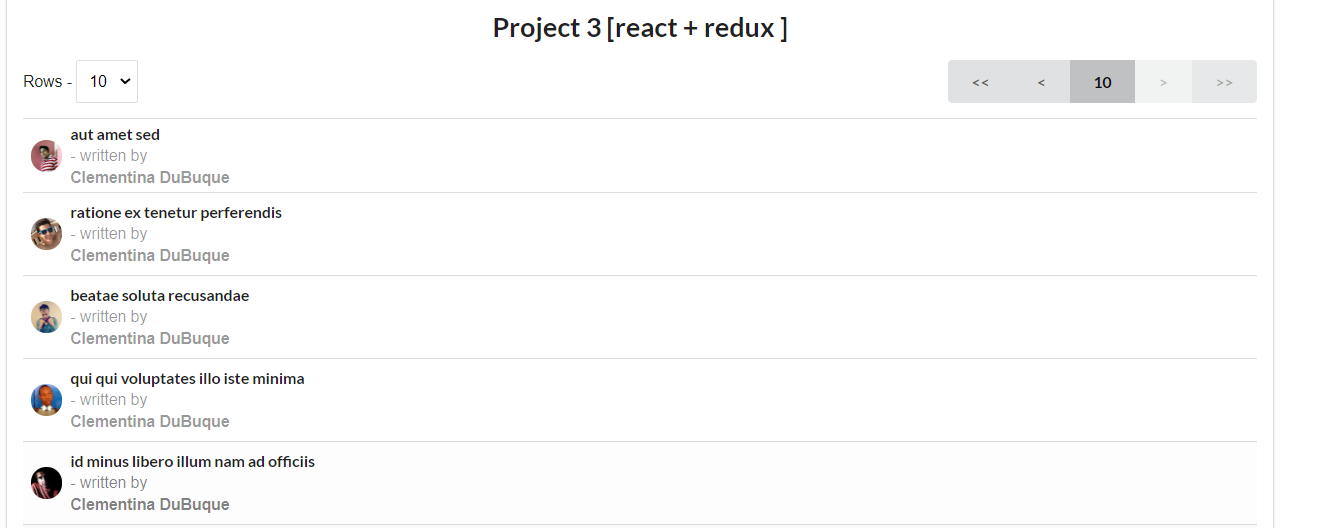 Project 3 [react + redux ]
Rows - 10
<< < 10 > >>
aut amet sed
- written by
Clementina DuBuque
ratione ex tenetur perferendis
- written by
Clementina DuBuque
beatae soluta recusandae
- written by
Clementina DuBuque
qui qui voluptates illo iste minima
- written by
Clementina DuBuque
id minus libero illum nam ad officiis
- written by
Clementina DuBuque